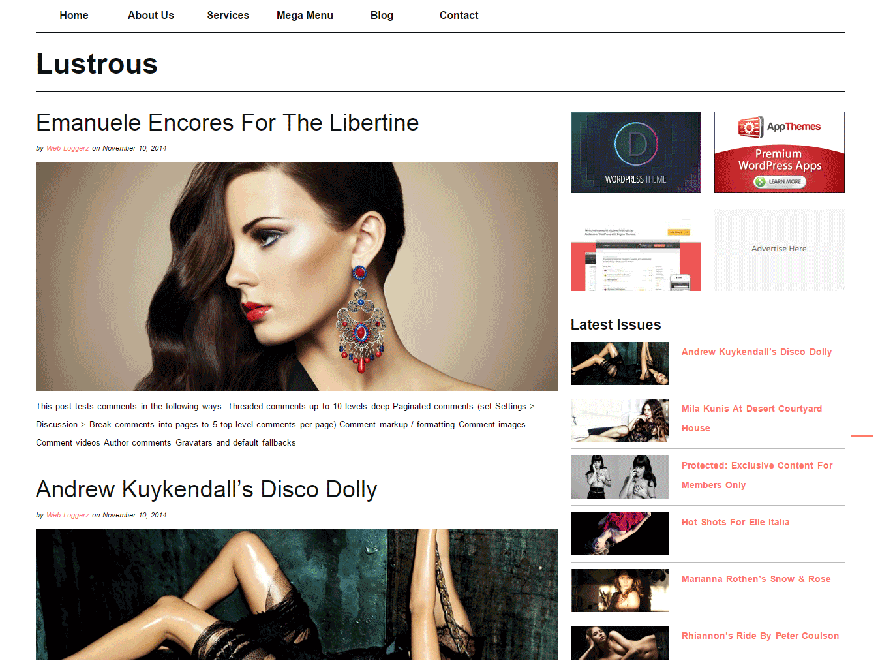 Home About Us Services Mega Menu Blog Contact
Lustrous
Emanuele Encores For The Libertine
by Web Loggerz on November 19, 2014
This post tests comments in the following ways. Threaded comments up to 10 levels deep Paginated comments (set Settings >
Discussion > Break comments into pages to 5 top level comments per page) Comment markup / formatting Comment images
Comment videos Author comments Gravatars and default fallbacks
Andrew Kuykendall's Disco Dolly
by Web Loggerz on November 19, 2014
D
WORDPRESS THEME
AppThemes
Premium
WordPress Apps
LEARN MORE
Advertise Here
Latest Issues
Andrew Kuykendall's Disco Dolly
Mila Kunis At Desert Courtyard
House
Protected: Exclusive Content For
Members Only
Hot Shots For Elle Italia
Marianna Rothen's Snow & Rose
Rhiannon's Ride By Peter Coulson